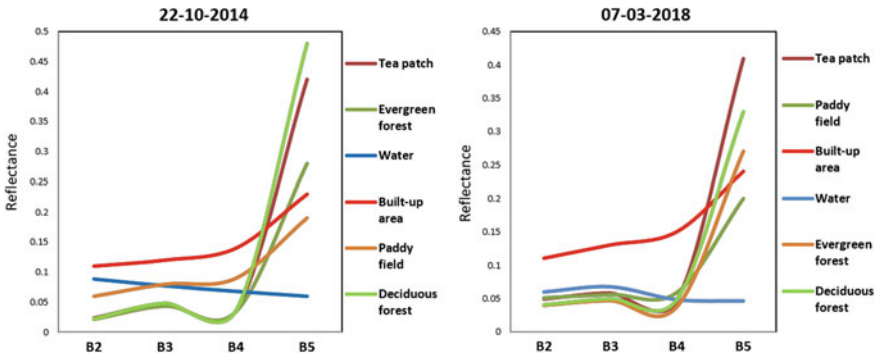 22-10-2014
Reflectance
0.5
0.45
0.4
0.35
0.3
0.25
0.2
0.15
0.1
0.05
0
B2 B3 B4 B5
Tea patch
Evergreen
forest
Water
Built-up
area
Paddy
field
Deciduous
forest
07-03-2018
Reflectance
0.45
0.4
0.35
0.3
0.25
0.2
0.15
0.1
0.05
0
B2 B3 B4 B5
Tea patch
Paddy
field
Built-up
area
Water
Evergreen
forest
Deciduous
forest